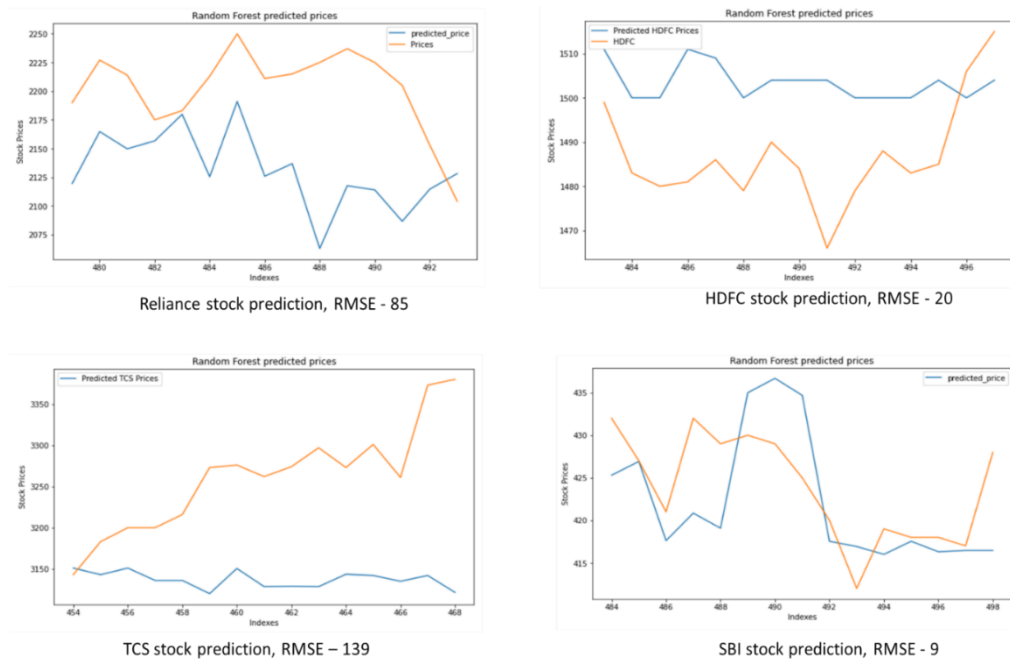 Random Forest predicted prices
predicted_price
Prices
2250
2225
2200
2175
2150
2125
2100
2075
Stock Prices
480 482 484 486 488 490 492
Indexes
Reliance stock prediction, RMSE - 85
Random Forest predicted prices
Predicted HDFC Prices
HDFC
1510
1500
1490
1480
1470
Stock Prices
484 486 488 490 492 494 496
Indexes
HDFC stock prediction, RMSE - 20
Random Forest predicted prices
Predicted TCS Prices
3350
3300
3250
3200
3150
Stock Prices
454 456 458 460 462 464 466 468
Indexes
TCS stock prediction, RMSE – 139
Random Forest predicted prices
predicted_price
435
430
425
420
415
Stock Prices
484 486 488 490 492 494 496 498
Indexes
SBI stock prediction, RMSE - 9